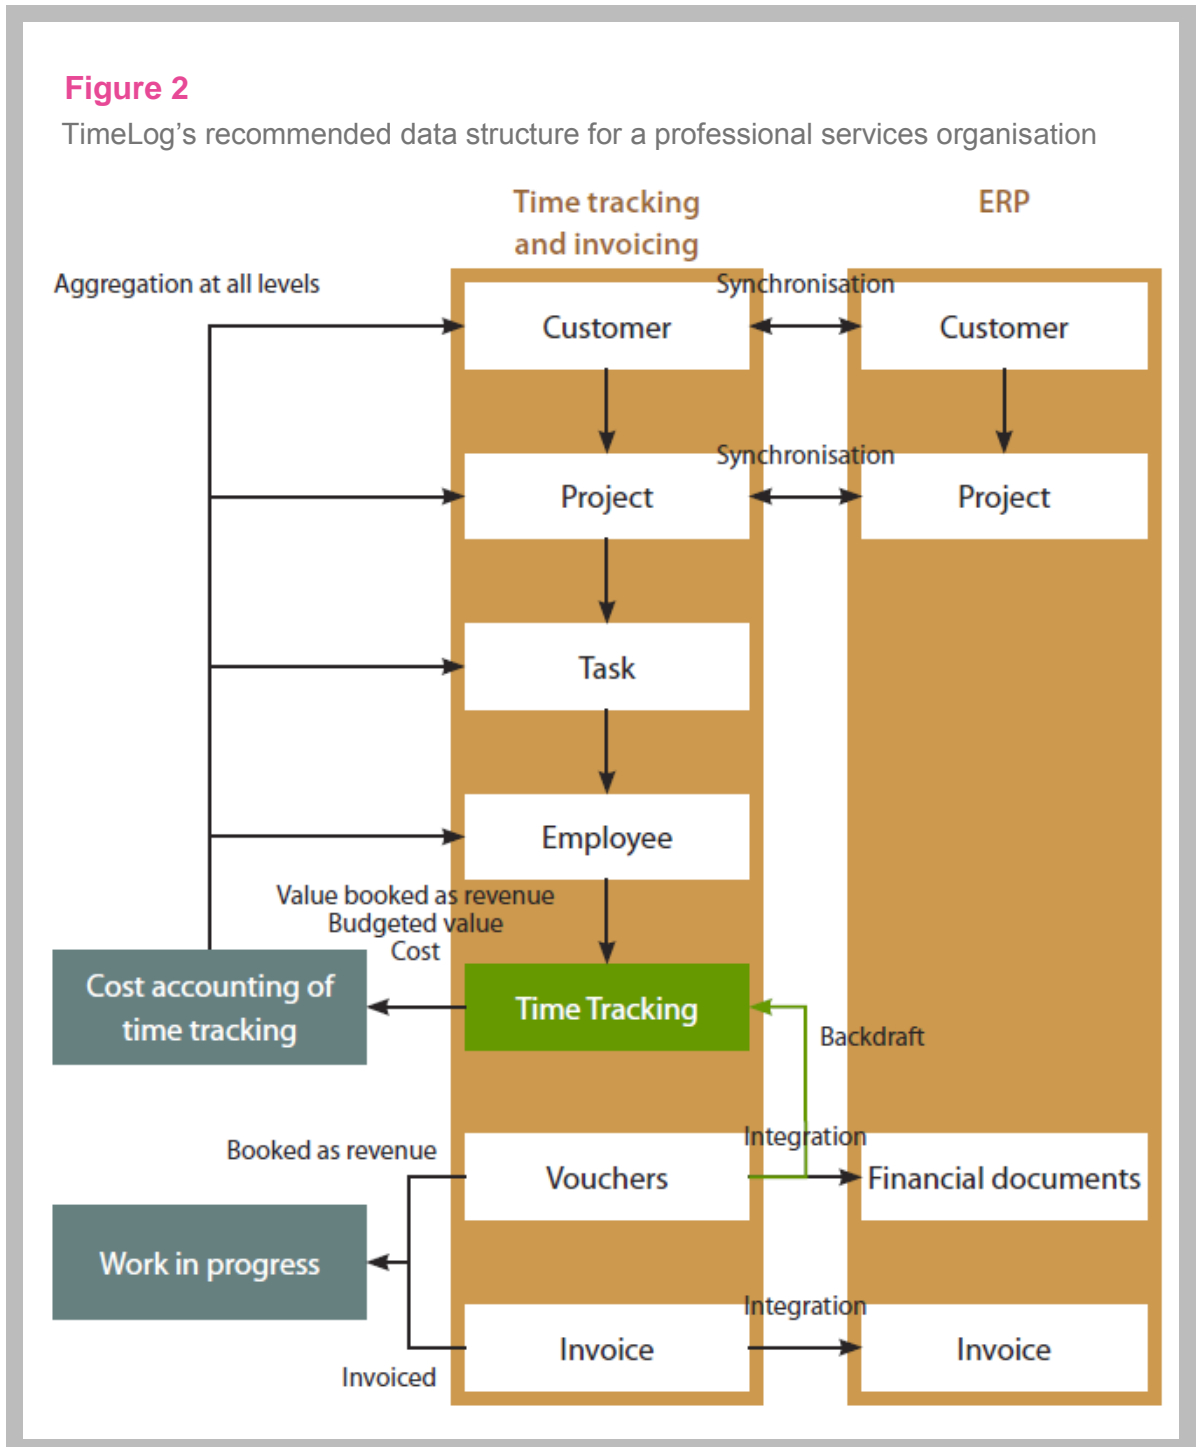 Figure 2
TimeLog’s recommended data structure for a professional services organisation
Time tracking
and invoicing
ERP
Aggregation at all levels
Synchronisation
Customer
Customer
Synchronisation
Project
Project
Task
Employee
Value booked as revenue
Budgeted value
Cost
Cost accounting of
time tracking
Time Tracking
Backdraft
Booked as revenue
Integration
Vouchers
Financial documents
Work in progress
Integration
Invoice
Invoice
Invoiced